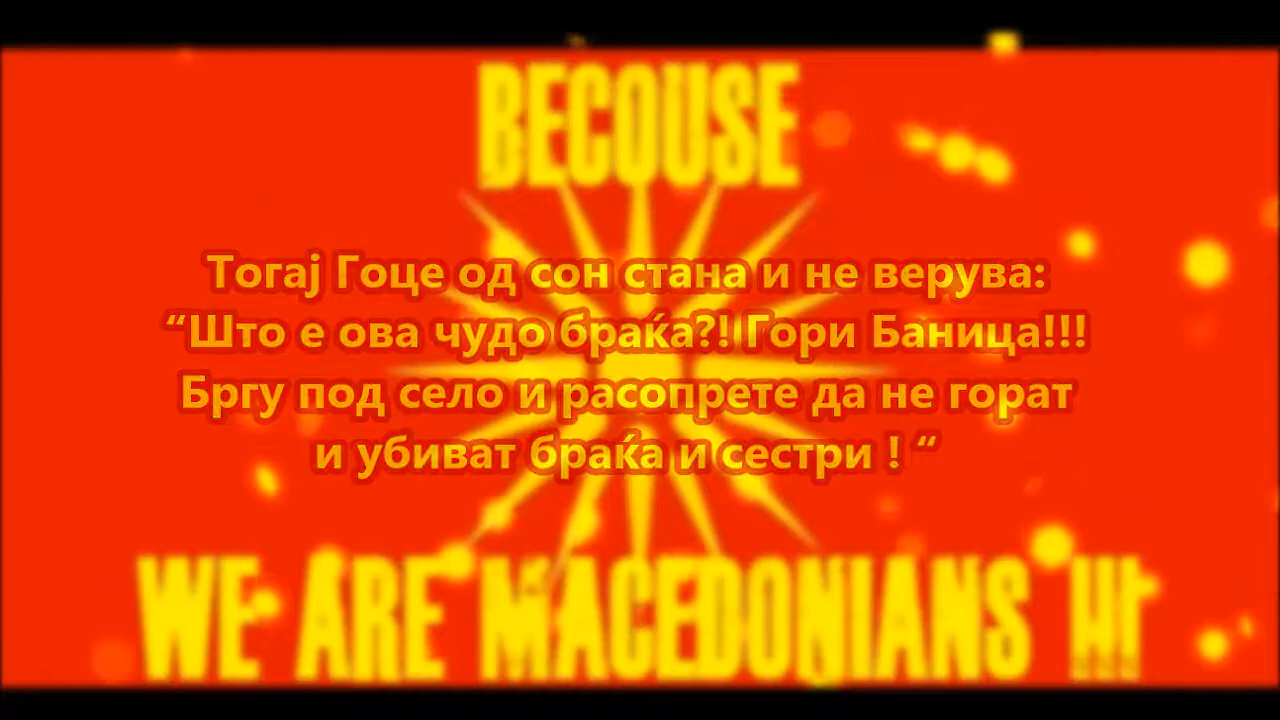 BECOUSE
Тогај Гоце од сон стана и не верува:
“Што е ова чудо браќа?! Гори Баница!!!
Бргу под село и расопрете да не горат
и убиват браќа и сестри ! “
WE ARE MACEDONIANS !!!